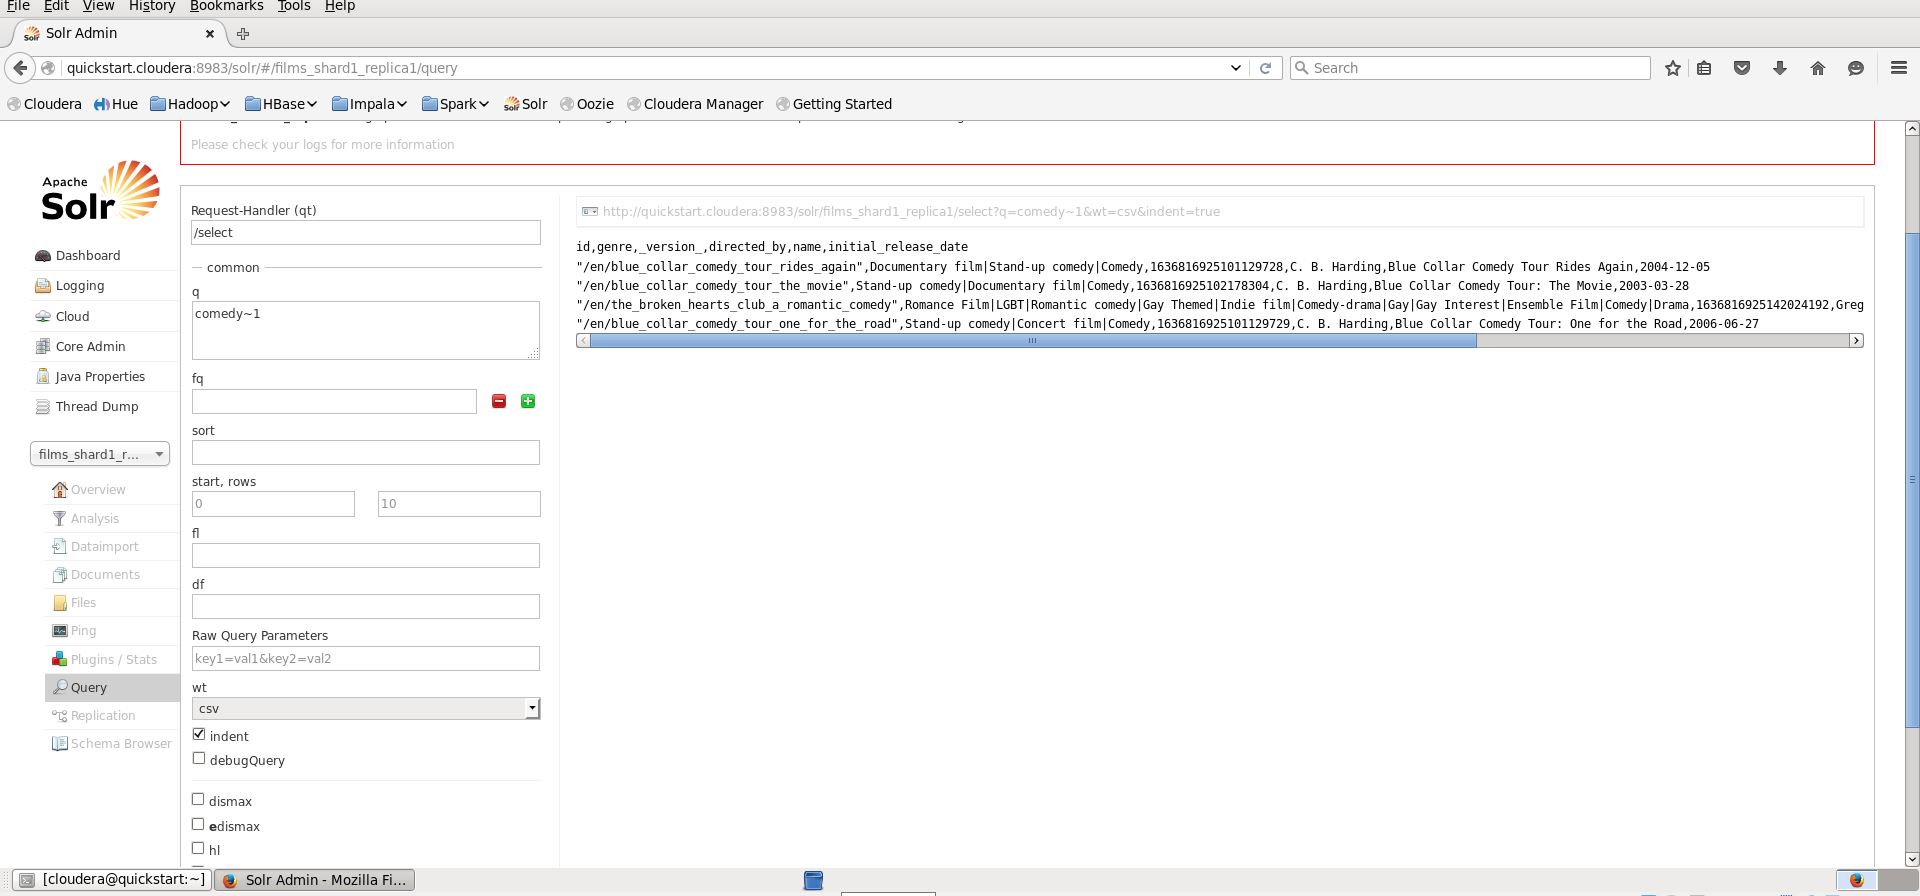 File Edit View History Bookmarks Tools Help
Solr Admin
quickstart.cloudera:8983/solr/#/films_shard1_replica1/query
Search
Cloudera Hue Hadoop HBase Impala Spark Solr Oozie Cloudera Manager Getting Started
Please check your logs for more information
Apache
Solr
Dashboard
Logging
Cloud
Core Admin
Java Properties
Thread Dump
films_shard1_r...
Overview
Analysis
Dataimport
Documents
Files
Ping
Plugins / Stats
Query
Replication
Schema Browser
Request-Handler (qt)
/select
common
q
comedy~1
fq
sort
start, rows
0 10
fl
df
Raw Query Parameters
key1=val1&key2=val2
wt
csv
indent
debugQuery
dismax
edismax
hl
http://quickstart.cloudera:8983/solr/films_shard1_replica1/select?q=comedy~1&wt=csv&indent=true
id,genre,_version_,directed_by,name,initial_release_date
"/en/blue_collar_comedy_tour_rides_again",Documentary film|Stand-up comedy|Comedy,1636816925101129728,C. B. Harding,Blue Collar Comedy Tour Rides Again,2004-12-05
"/en/blue_collar_comedy_tour_the_movie",Stand-up comedy|Documentary film|Comedy,1636816925102178304,C. B. Harding,Blue Collar Comedy Tour: The Movie,2003-03-28
"/en/the_broken_hearts_club_a_romantic_comedy",Romance Film|LGBT|Romantic comedy|Gay Themed|Indie film|Comedy-drama|Gay|Gay Interest|Ensemble Film|Comedy|Drama,1636816925142024192,Greg
"/en/blue_collar_comedy_tour_one_for_the_road",Stand-up comedy|Concert film|Comedy,1636816925101129729,C. B. Harding,Blue Collar Comedy Tour: One for the Road,2006-06-27
[cloudera@quickstart:~] Solr Admin - Mozilla Fi...